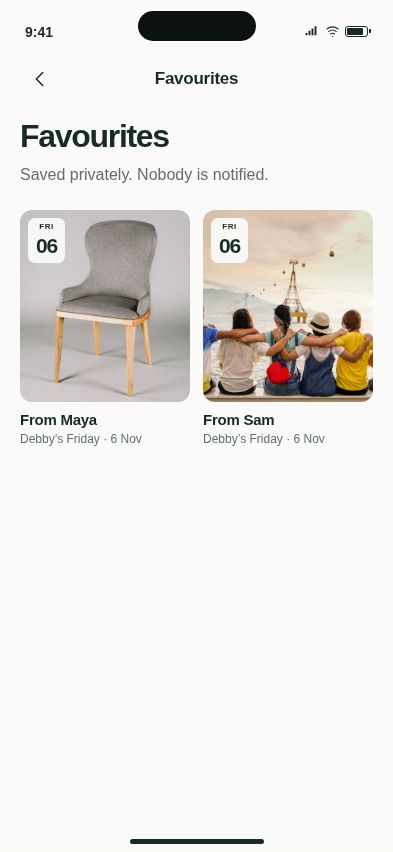 9:41
Favourites
Favourites
Saved privately. Nobody is notified.
FRI
06
FRI
06
From Maya
Debby’s Friday · 6 Nov
From Sam
Debby’s Friday · 6 Nov